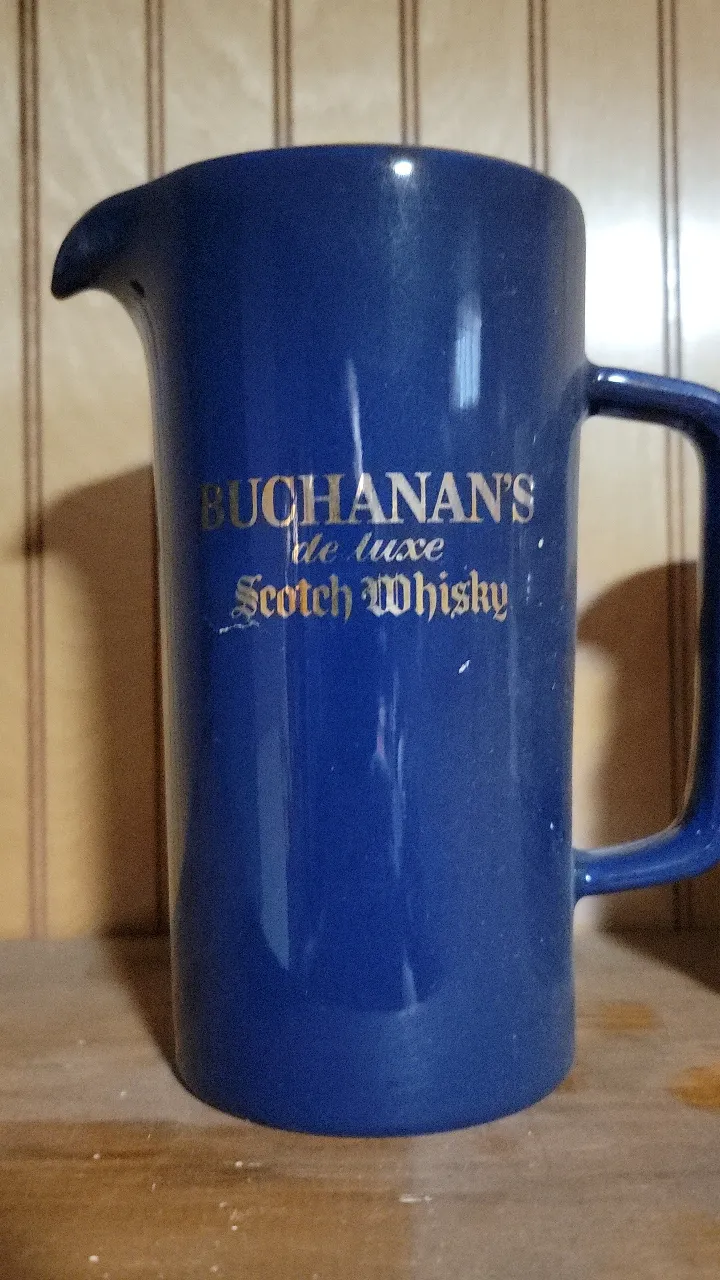 BUCHANAN'S
de luxe
Scotch Whisky